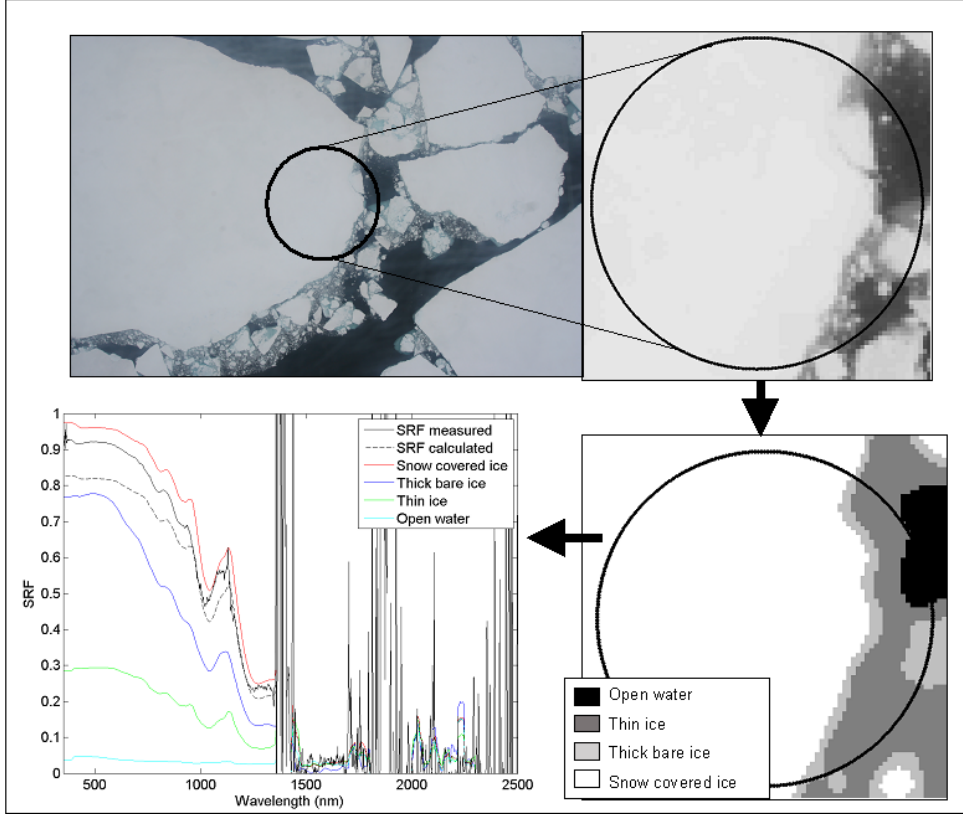 1
0.9
0.8
0.7
0.6
0.5
0.4
0.3
0.2
0.1
0
SRF
500
1000
1500
2000
2500
Wavelength (nm)
SRF measured
SRF calculated
Snow covered ice
Thick bare ice
Thin ice
Open water
Open water
Thin ice
Thick bare ice
Snow covered ice